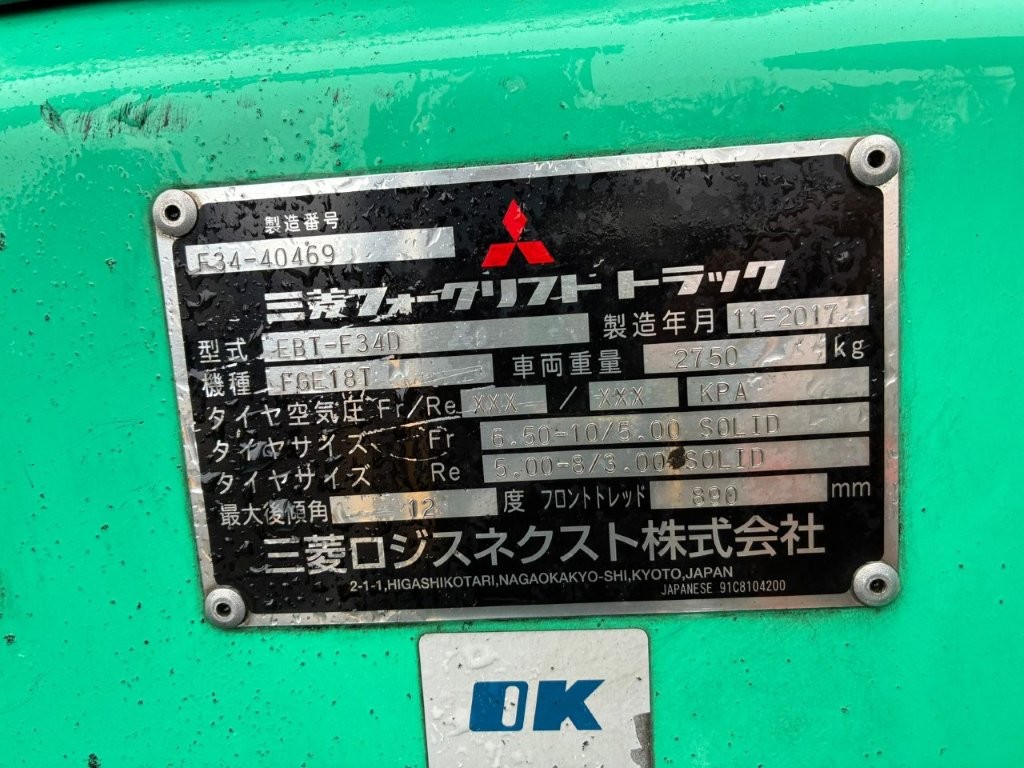 製造番号
F34-40469
三菱フォークリフト トラック
型式 EBT-F34D 製造年月 11-2017
機種 FGE18T 車両重量 2750 kg
タイヤ空気圧 Fr/Re XXX / XXX KPA
タイヤサイズ Fr 6.50-10/5.00 SOLID
タイヤサイズ Re 5.00-8/3.00 SOLID
最大後傾角 12 度 フロントトレッド 890 mm
三菱ロジスネクスト株式会社
2-1-1,HIGASHIKOTARI,NAGAOKAKYO-SHI,KYOTO,JAPAN
JAPANESE 91C8104200
OK